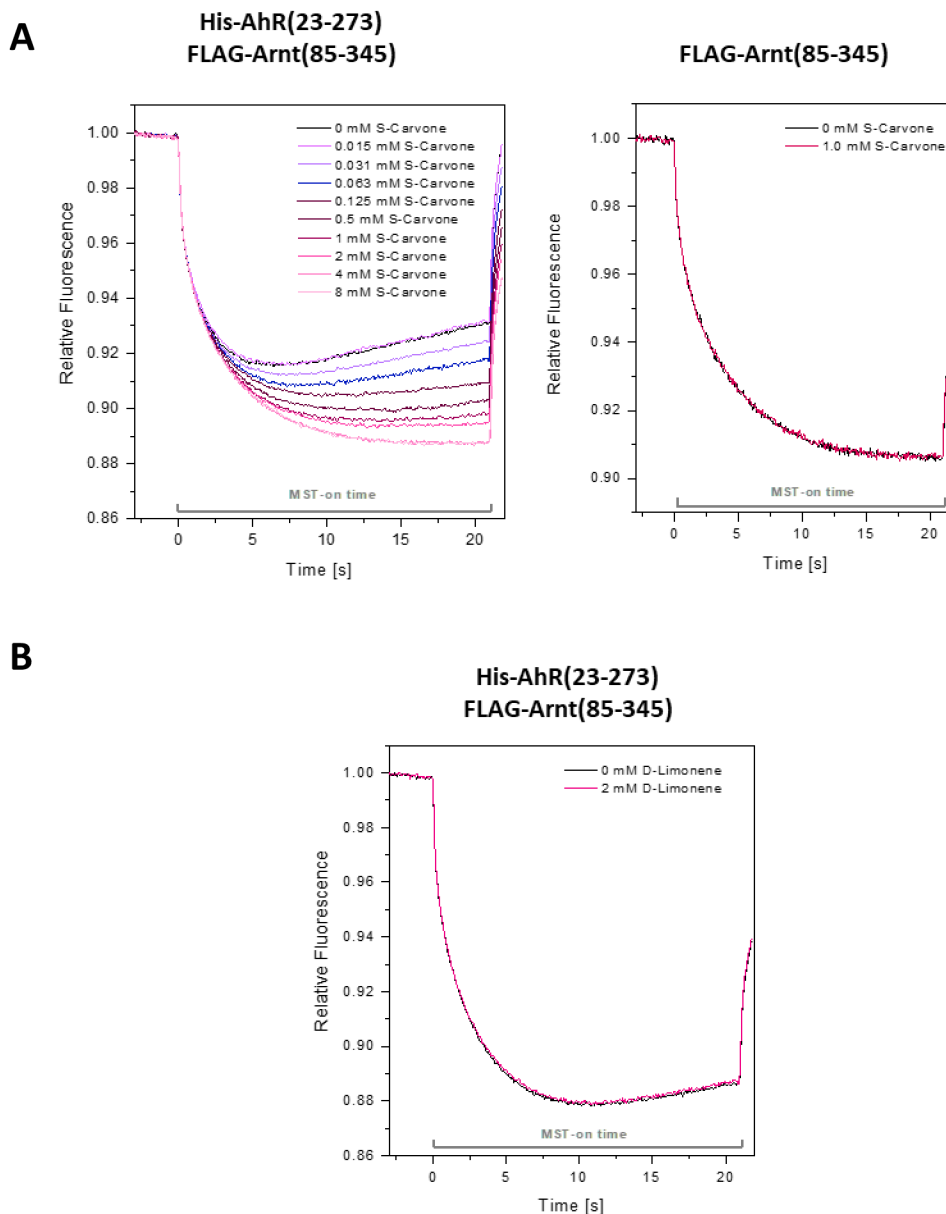 A
His-AhR(23-273)
FLAG-Arnt(85-345)
1.00
0.98
0.96
0.94
0.92
0.90
0.88
0.86
Relative Fluorescence
0 mM S-Carvone
0.015 mM S-Carvone
0.031 mM S-Carvone
0.063 mM S-Carvone
0.125 mM S-Carvone
0.5 mM S-Carvone
1 mM S-Carvone
2 mM S-Carvone
4 mM S-Carvone
8 mM S-Carvone
MST-on time
0 5 10 15 20
Time [s]
FLAG-Arnt(85-345)
1.00
0.98
0.96
0.94
0.92
0.90
Relative Fluorescence
0 mM S-Carvone
1.0 mM S-Carvone
MST-on time
0 5 10 15 20
Time [s]
B
His-AhR(23-273)
FLAG-Arnt(85-345)
1.00
0.98
0.96
0.94
0.92
0.90
0.88
0.86
Relative Fluorescence
0 mM D-Limonene
2 mM D-Limonene
MST-on time
0 5 10 15 20
Time [s]